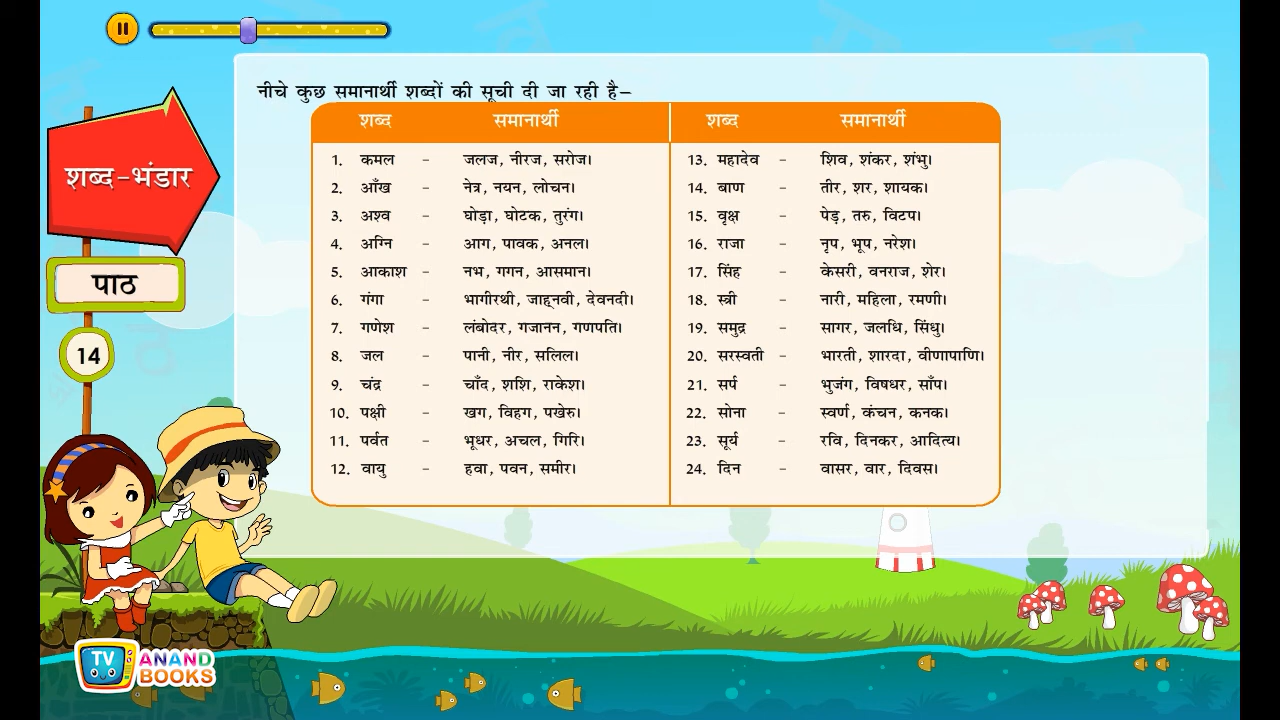 नीचे कुछ समानार्थी शब्दों की सूची दी जा रही है–
शब्द समानार्थी शब्द समानार्थी
1. कमल – जलज, नीरज, सरोज।
2. आँख – नेत्र, नयन, लोचन।
3. अश्व – घोड़ा, घोटक, तुरंग।
4. अग्नि – आग, पावक, अनल।
5. आकाश – नभ, गगन, आसमान।
6. गंगा – भागीरथी, जाह्नवी, देवनदी।
7. गणेश – लंबोदर, गजानन, गणपति।
8. जल – पानी, नीर, सलिल।
9. चंद्र – चाँद, शशि, राकेश।
10. पक्षी – खग, विहग, पखेरु।
11. पर्वत – भूधर, अचल, गिरि।
12. वायु – हवा, पवन, समीर।
13. महादेव – शिव, शंकर, शंभु।
14. बाण – तीर, शर, शायक।
15. वृक्ष – पेड़, तरु, विटप।
16. राजा – नृप, भूप, नरेश।
17. सिंह – केसरी, वनराज, शेर।
18. स्त्री – नारी, महिला, रमणी।
19. समुद्र – सागर, जलधि, सिंधु।
20. सरस्वती – भारती, शारदा, वीणापाणि।
21. सर्प – भुजंग, विषधर, साँप।
22. सोना – स्वर्ण, कंचन, कनक।
23. सूर्य – रवि, दिनकर, आदित्य।
24. दिन – वासर, वार, दिवस।
शब्द-भंडार
पाठ
14
TV ANAND
BOOKS